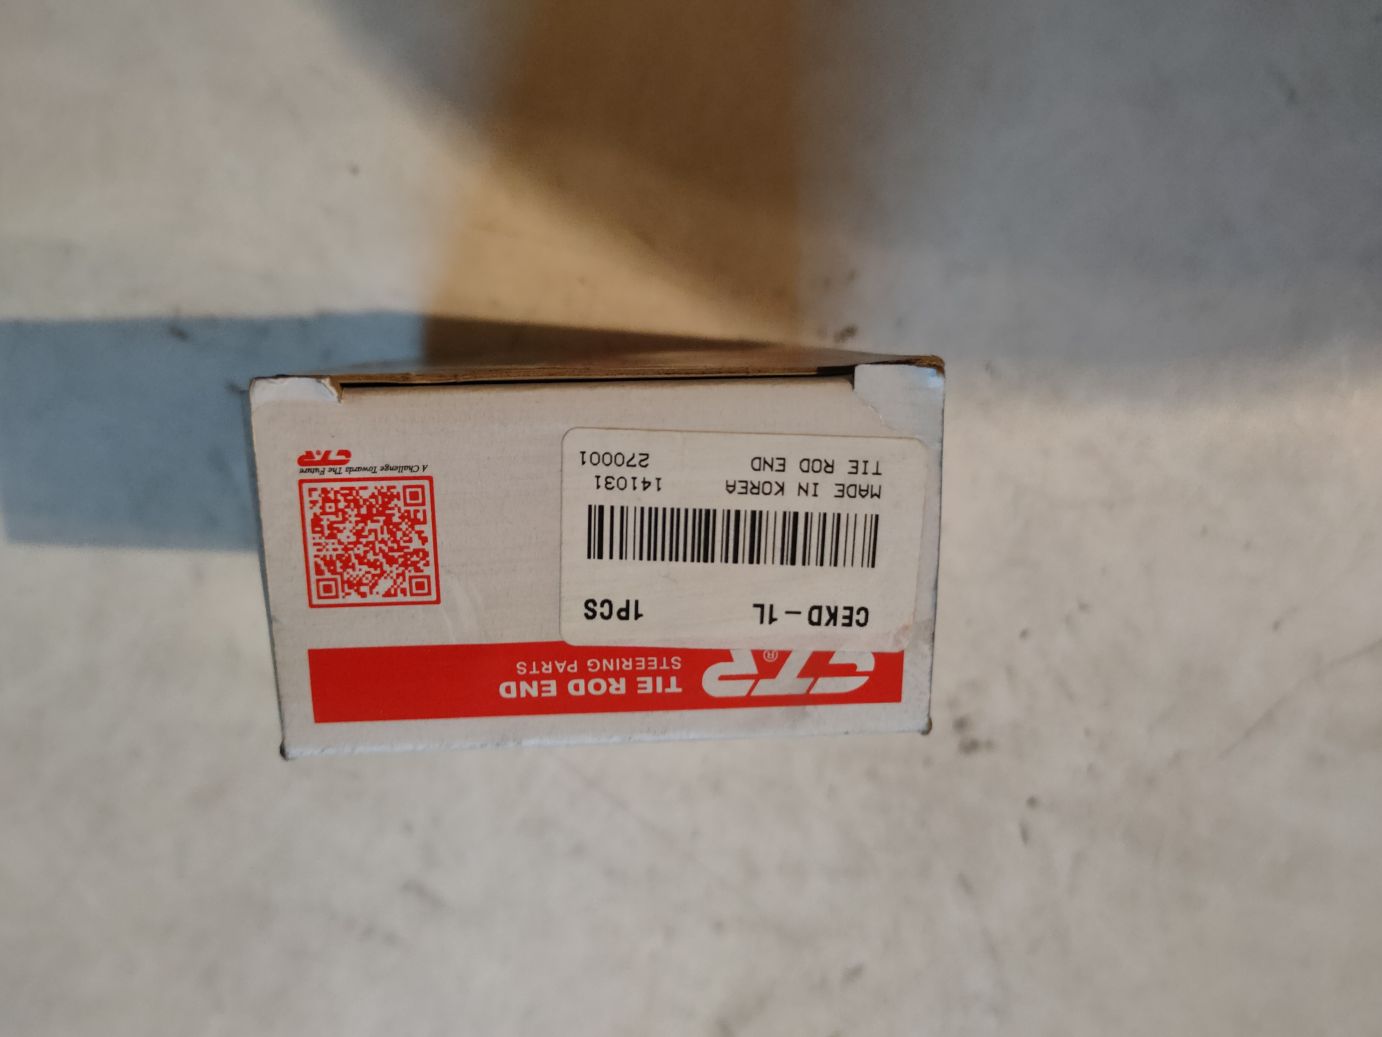 CTR® TIE ROD END
STEERING PARTS
CEKD-1L 1PCS
MADE IN KOREA 141031
TIE ROD END 270001
A Challenge Towards The Future
CTR